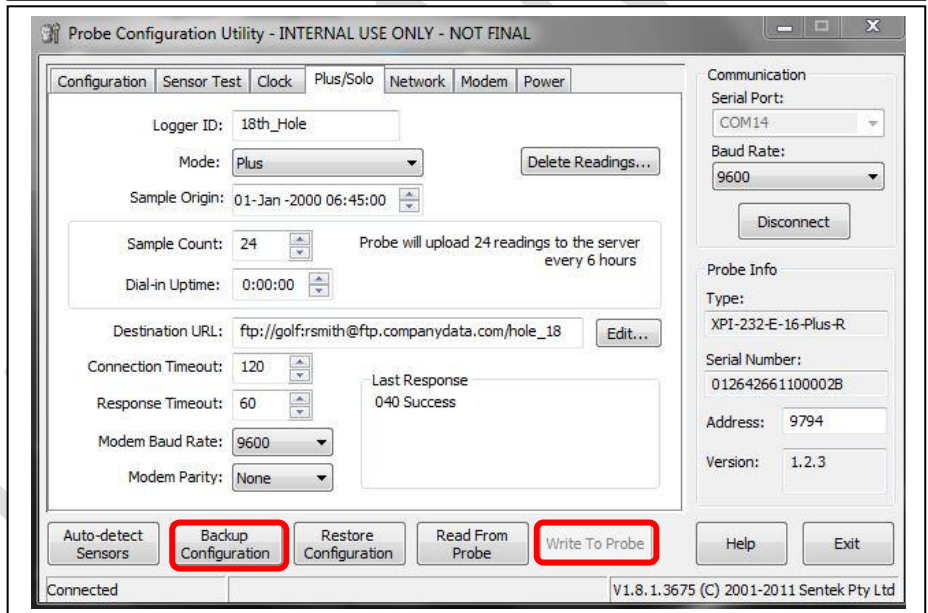 Probe Configuration Utility - INTERNAL USE ONLY - NOT FINAL
Configuration Sensor Test Clock Plus/Solo Network Modem Power
Logger ID: 18th_Hole
Mode: Plus Delete Readings...
Sample Origin: 01-Jan -2000 06:45:00
Sample Count: 24 Probe will upload 24 readings to the server
every 6 hours
Dial-in Uptime: 0:00:00
Destination URL: ftp://golf:rsmith@ftp.companydata.com/hole_18 Edit...
Connection Timeout: 120
Response Timeout: 60
Modem Baud Rate: 9600
Modem Parity: None
Last Response
040 Success
Communication
Serial Port:
COM14
Baud Rate:
9600
Disconnect
Probe Info
Type:
XPI-232-E-16-Plus-R
Serial Number:
012642661100002B
Address: 9794
Version: 1.2.3
Auto-detect
Sensors
Backup
Configuration
Restore
Configuration
Read From
Probe
Write To Probe
Help
Exit
Connected
V1.8.1.3675 (C) 2001-2011 Sentek Pty Ltd